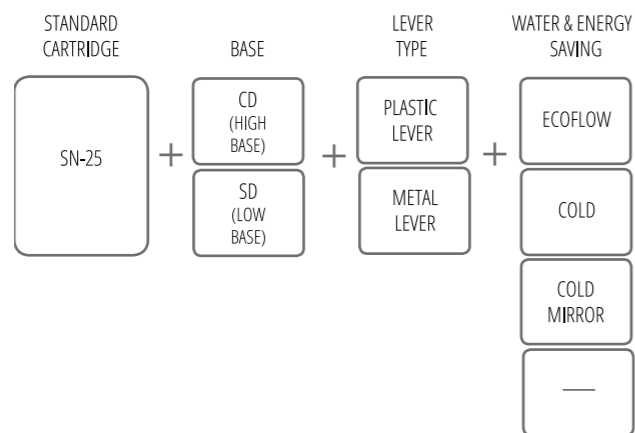 STANDARD
CARTRIDGE
BASE
LEVER
TYPE
WATER & ENERGY
SAVING
SN-25
+
CD
(HIGH
BASE)
SD
(LOW
BASE)
+
PLASTIC
LEVER
METAL
LEVER
+
ECOFLOW
COLD
COLD
MIRROR
—